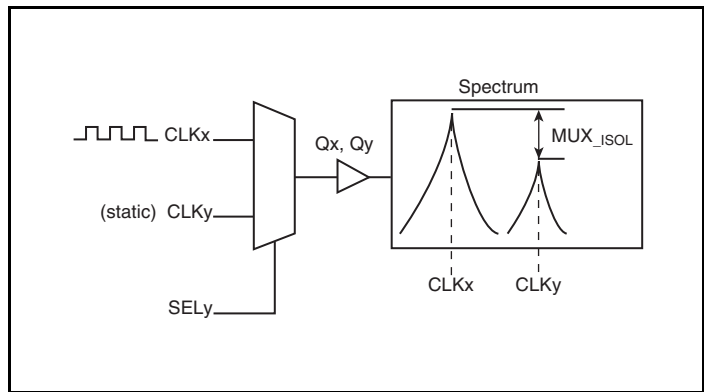 Spectrum
CLKx
Qx, Qy
MUX_ISOL
(static) CLKy
CLKx
CLKy
SELy